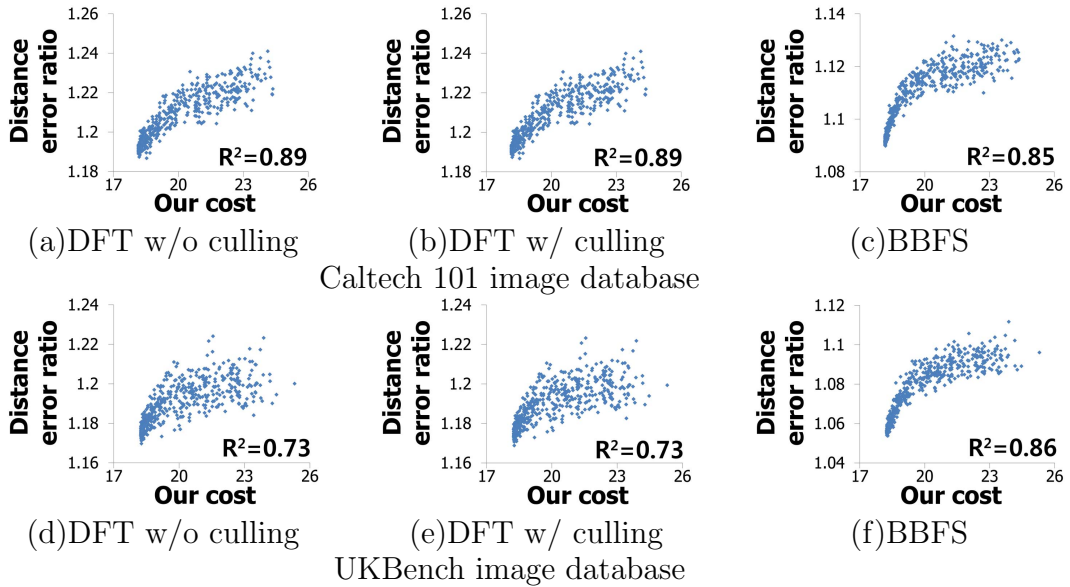 1.26
1.24
1.22
1.2
1.18
17 20 23 26
Distance
error ratio
R²=0.89
Our cost
(a)DFT w/o culling
1.26
1.24
1.22
1.2
1.18
17 20 23 26
Distance
error ratio
R²=0.89
Our cost
(b)DFT w/ culling
1.14
1.12
1.1
1.08
17 20 23 26
Distance
error ratio
R²=0.85
Our cost
(c)BBFS
Caltech 101 image database
1.24
1.22
1.2
1.18
1.16
17 20 23 26
Distance
error ratio
R²=0.73
Our cost
(d)DFT w/o culling
1.24
1.22
1.2
1.18
1.16
17 20 23 26
Distance
error ratio
R²=0.73
Our cost
(e)DFT w/ culling
1.12
1.1
1.08
1.06
1.04
17 20 23 26
Distance
error ratio
R²=0.86
Our cost
(f)BBFS
UKBench image database